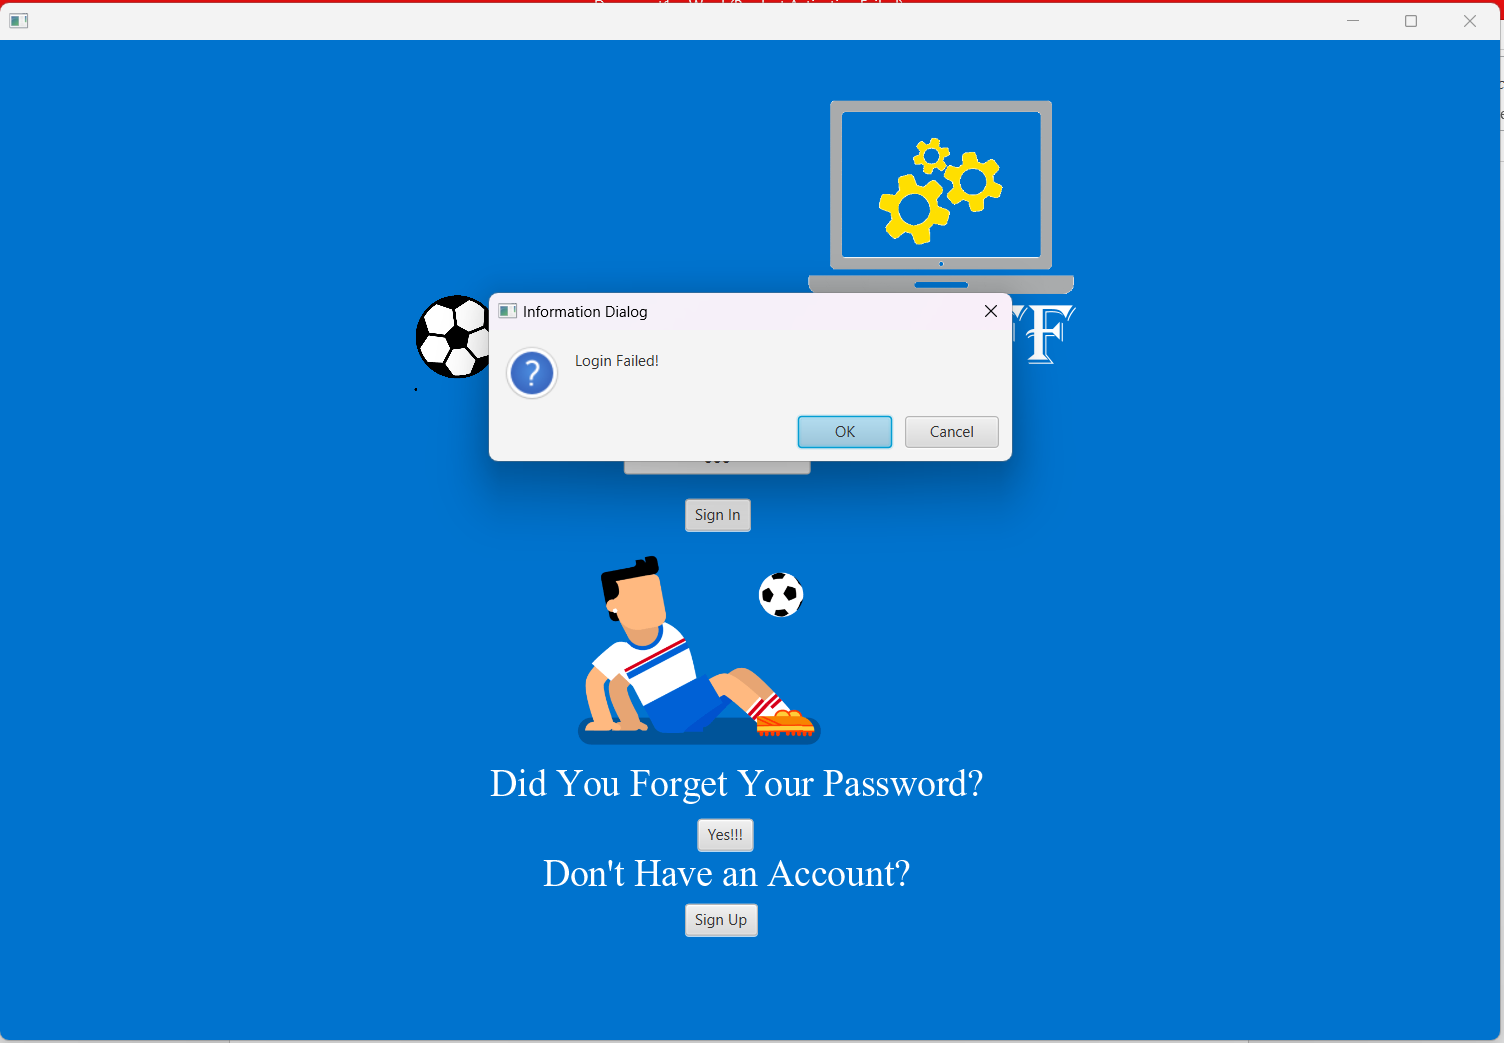 Information Dialog
?
Login Failed!
OK
Cancel
Sign In
Did You Forget Your Password?
Yes!!!
Don't Have an Account?
Sign Up